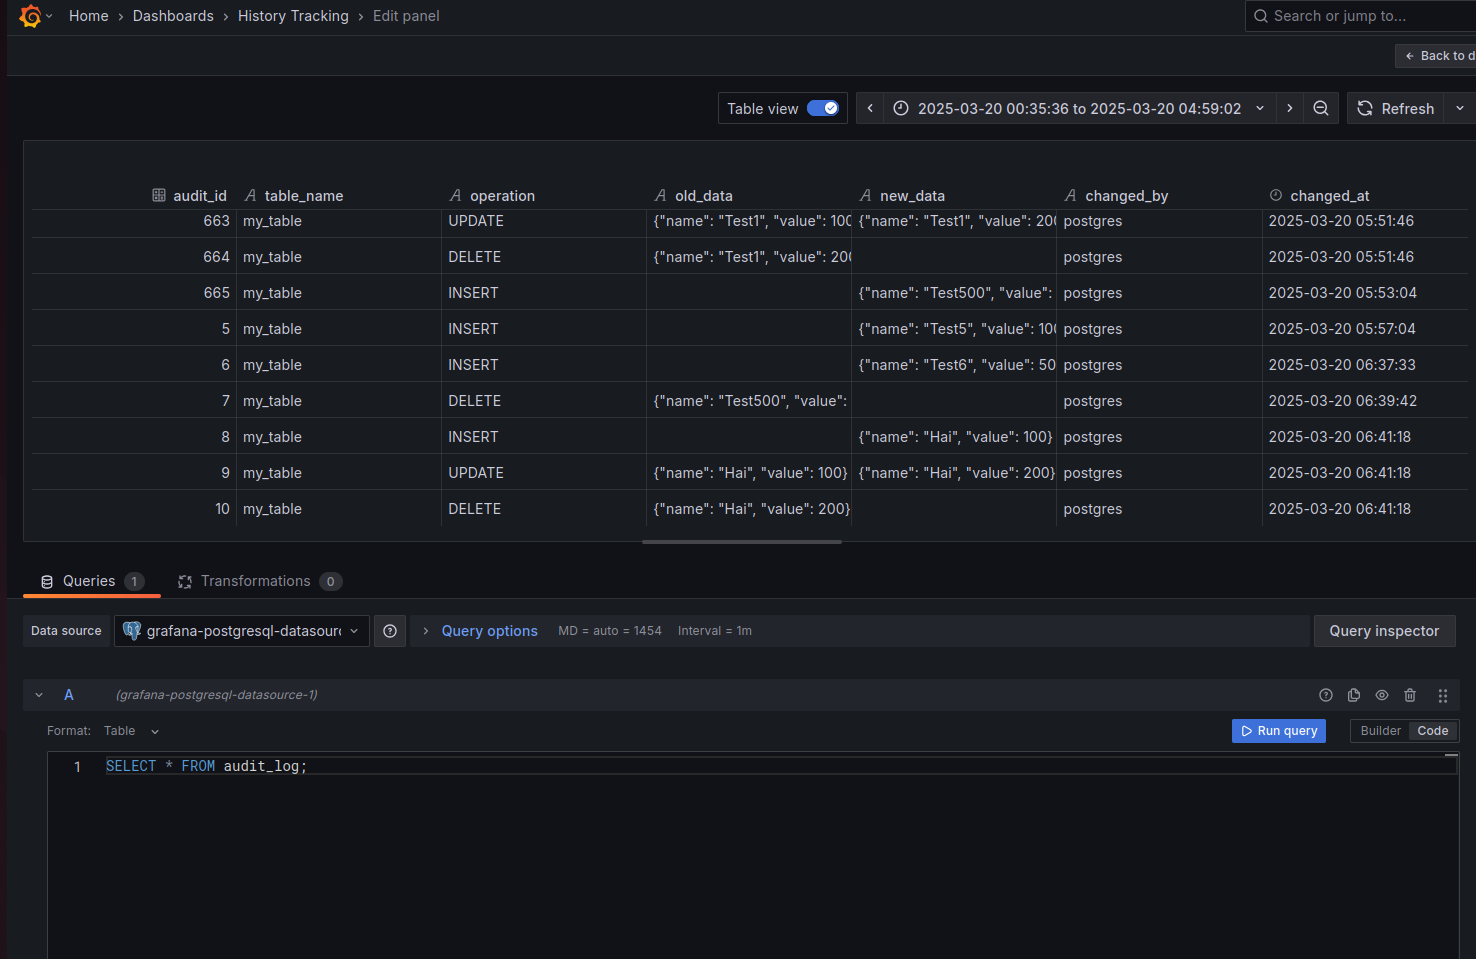 Home › Dashboards › History Tracking › Edit panel
Search or jump to...
Back to d
Table view
2025-03-20 00:35:36 to 2025-03-20 04:59:02
Refresh
audit_id table_name operation old_data new_data changed_by changed_at
663 my_table UPDATE {"name": "Test1", "value": 100 {"name": "Test1", "value": 200 postgres 2025-03-20 05:51:46
664 my_table DELETE {"name": "Test1", "value": 200 postgres 2025-03-20 05:51:46
665 my_table INSERT {"name": "Test500", "value": postgres 2025-03-20 05:53:04
5 my_table INSERT {"name": "Test5", "value": 100 postgres 2025-03-20 05:57:04
6 my_table INSERT {"name": "Test6", "value": 50 postgres 2025-03-20 06:37:33
7 my_table DELETE {"name": "Test500", "value": postgres 2025-03-20 06:39:42
8 my_table INSERT {"name": "Hai", "value": 100} postgres 2025-03-20 06:41:18
9 my_table UPDATE {"name": "Hai", "value": 100} {"name": "Hai", "value": 200} postgres 2025-03-20 06:41:18
10 my_table DELETE {"name": "Hai", "value": 200} postgres 2025-03-20 06:41:18
Queries 1 Transformations 0
Data source grafana-postgresql-datasourc Query options MD = auto = 1454 Interval = 1m Query inspector
A (grafana-postgresql-datasource-1)
Format: Table Run query Builder Code
1 SELECT * FROM audit_log;